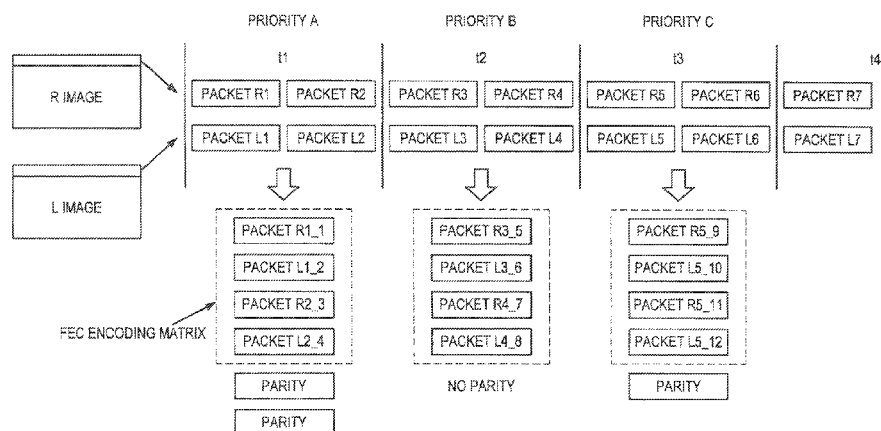 PRIORITY A PRIORITY B PRIORITY C
t1 t2 t3 t4
R IMAGE
PACKET R1 PACKET R2 PACKET R3 PACKET R4 PACKET R5 PACKET R6 PACKET R7
PACKET L1 PACKET L2 PACKET L3 PACKET L4 PACKET L5 PACKET L6 PACKET L7
L IMAGE
PACKET R1_1 PACKET R3_5 PACKET R5_9
PACKET L1_2 PACKET L3_6 PACKET L5_10
PACKET R2_3 PACKET R4_7 PACKET R5_11
FEC ENCODING MATRIX
PACKET L2_4 PACKET L4_8 PACKET L5_12
PARITY NO PARITY PARITY
PARITY